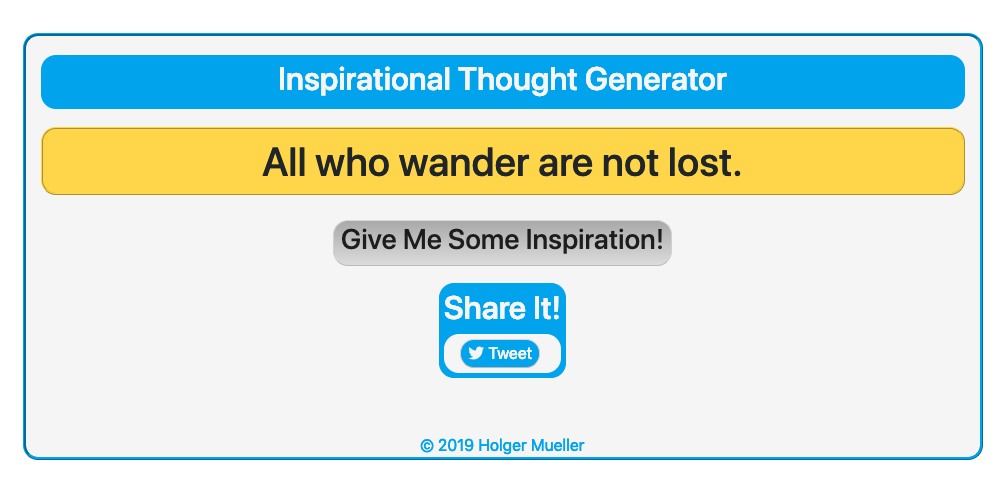 Inspirational Thought Generator
All who wander are not lost.
Give Me Some Inspiration!
Share It!
Tweet
© 2019 Holger Mueller